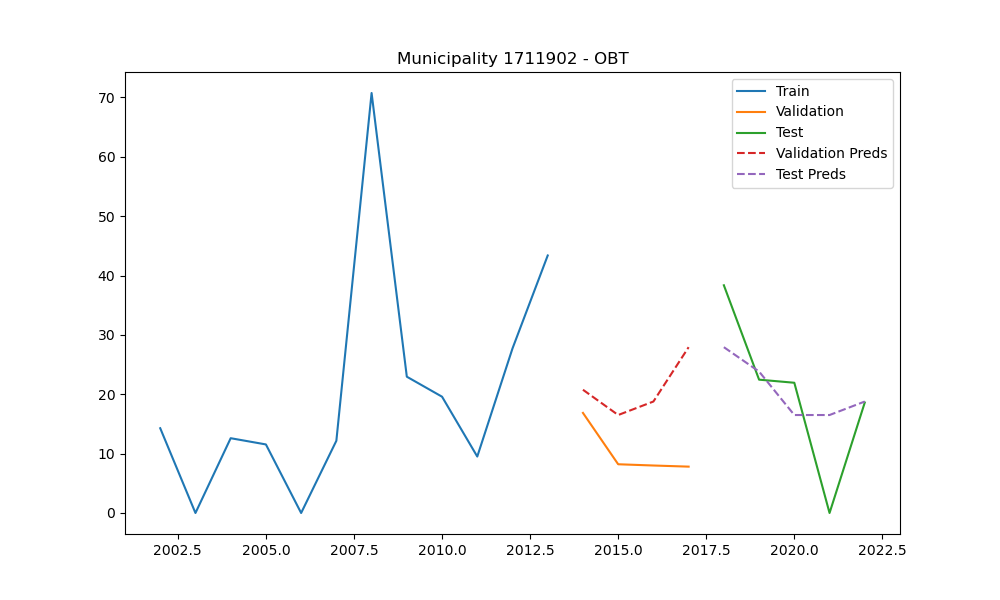 Municipality 1711902 - OBT
Train
Validation
Test
Validation Preds
Test Preds
70
60
50
40
30
20
10
0
2002.5 2005.0 2007.5 2010.0 2012.5 2015.0 2017.5 2020.0 2022.5